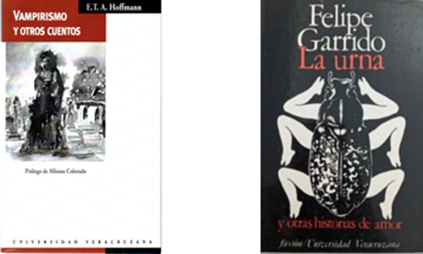 E.T. A. Hoffmann
VAMPIRISMO
Y OTROS CUENTOS
Prólogo de Alfonso Colorado
UNIVERSIDAD VERACRUZANA
Felipe
Garrido
La urna
y otras historias de amor
ficción/Universidad Veracruzana